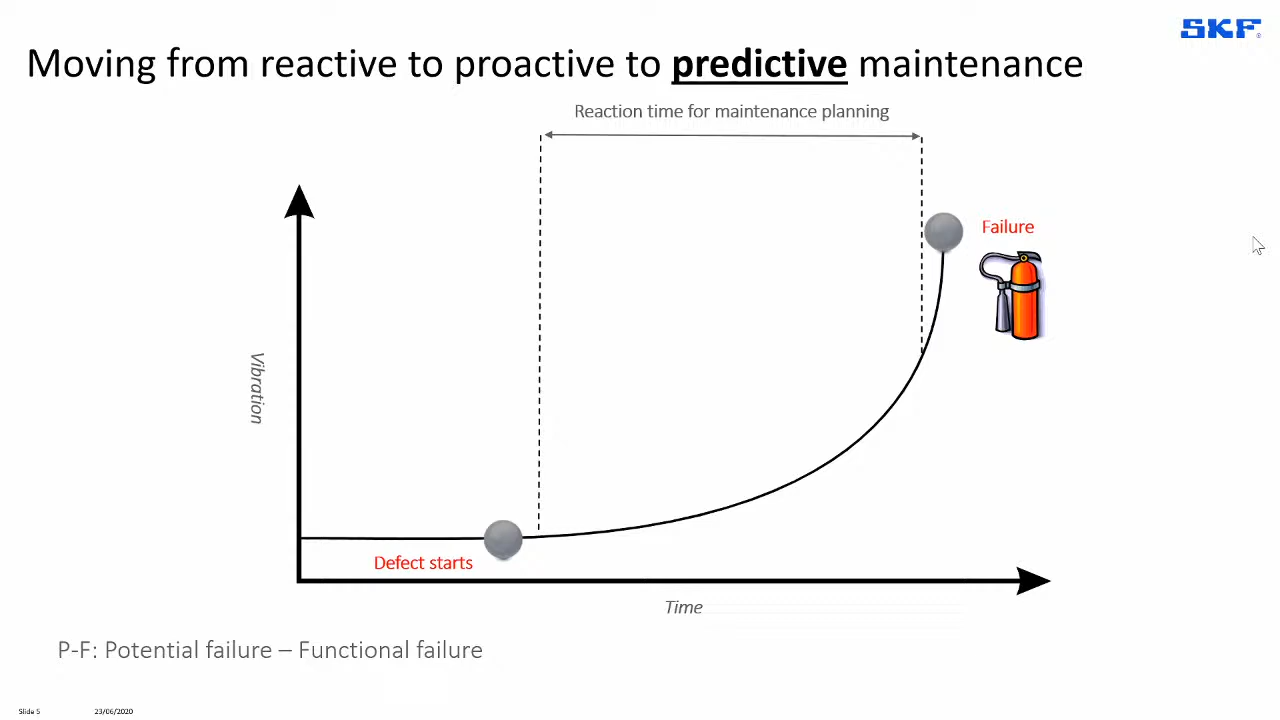 SKF
Moving from reactive to proactive to predictive maintenance
Reaction time for maintenance planning
Failure
Vibration
Defect starts
Time
P-F: Potential failure – Functional failure
Slide 5
23/06/2020